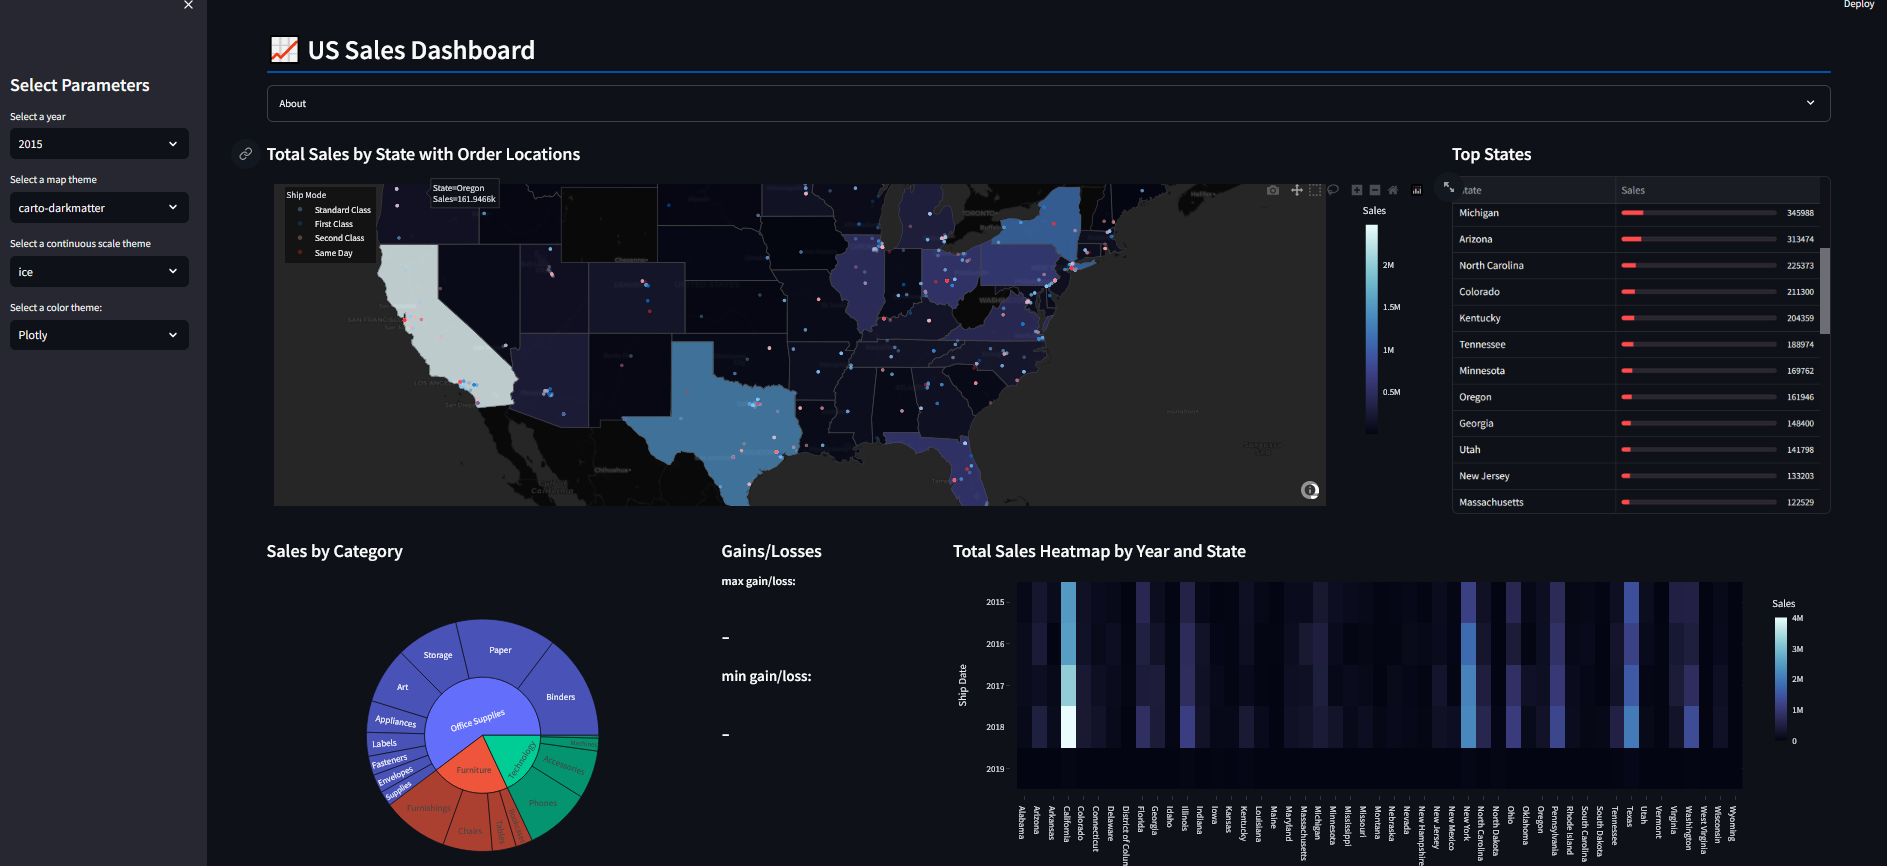 Deploy
US Sales Dashboard
Select Parameters
Select a year
2015
Select a map theme
carto-darkmatter
Select a continuous scale theme
ice
Select a color theme:
Plotly
About
Total Sales by State with Order Locations
Ship Mode
Standard Class
First Class
Second Class
Same Day
State=Oregon
Sales=161.9466k
Sales
2M
1.5M
1M
0.5M
Top States
tate Sales
Michigan 345988
Arizona 313474
North Carolina 225373
Colorado 211300
Kentucky 204359
Tennessee 188974
Minnesota 169762
Oregon 161946
Georgia 148400
Utah 141798
New Jersey 133203
Massachusetts 122529
Sales by Category
Office Supplies
Furniture
Technology
Paper
Storage
Binders
Art
Appliances
Labels
Fasteners
Envelopes
Supplies
Furnishings
Chairs
Tables
Phones
Accessories
Machines
Gains/Losses
max gain/loss:
–
min gain/loss:
–
Total Sales Heatmap by Year and State
Ship Date
2015
2016
2017
2018
2019
Sales
4M
3M
2M
1M
0
Alabama
Arizona
Arkansas
California
Colorado
Connecticut
Delaware
District of Colum
Florida
Georgia
Idaho
Illinois
Indiana
Iowa
Kansas
Kentucky
Louisiana
Maine
Maryland
Massachusetts
Michigan
Minnesota
Mississippi
Missouri
Montana
Nebraska
Nevada
New Hampshire
New Jersey
New Mexico
New York
North Carolina
North Dakota
Ohio
Oklahoma
Oregon
Pennsylvania
Rhode Island
South Carolina
South Dakota
Tennessee
Texas
Utah
Vermont
Virginia
Washington
West Virginia
Wisconsin
Wyoming